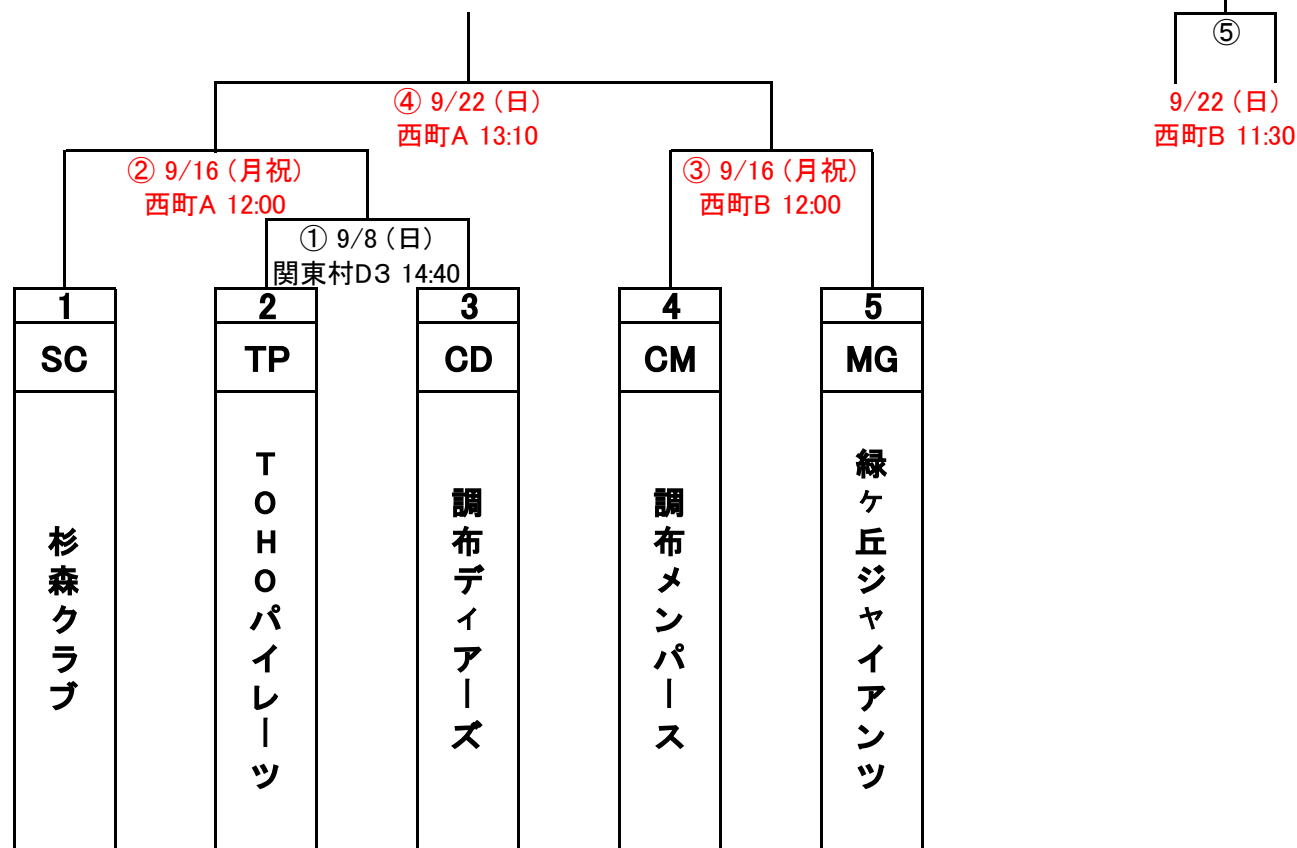 ⑤
④ 9/22（日）
西町A 13:10
9/22（日）
西町B 11:30
② 9/16（月祝）
西町A 12:00
③ 9/16（月祝）
西町B 12:00
① 9/8（日）
関東村D３ 14:40
1
2
3
4
5
SC
TP
CD
CM
MG
杉森クラブ
TOHOパイレーツ
調布ディアーズ
調布メンパース
緑ヶ丘ジャイアンツ